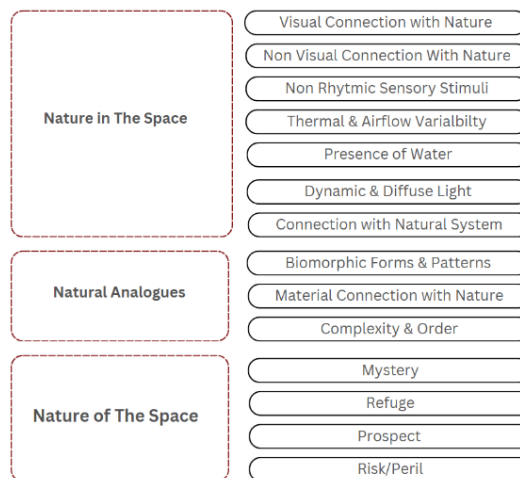 Nature in The Space
Visual Connection with Nature
Non Visual Connection With Nature
Non Rhytmic Sensory Stimuli
Thermal & Airflow Varialbilty
Presence of Water
Dynamic & Diffuse Light
Connection with Natural System
Natural Analogues
Biomorphic Forms & Patterns
Material Connection with Nature
Complexity & Order
Nature of The Space
Mystery
Refuge
Prospect
Risk/Peril